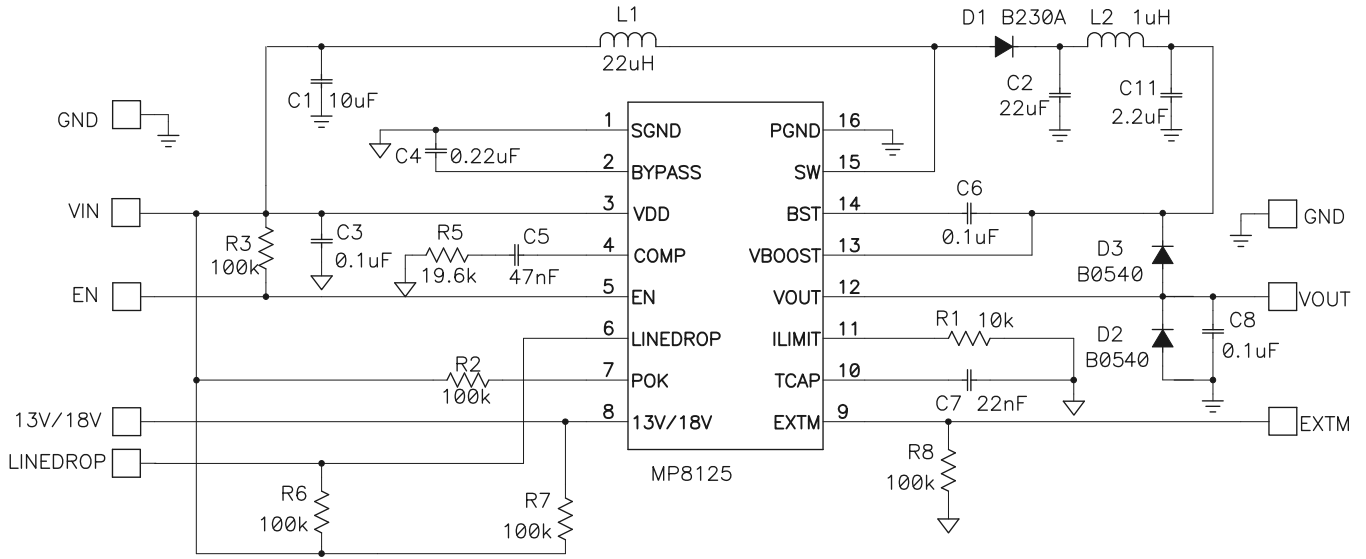 L1
22uH
D1 B230A
L2 1uH
C1 10uF
C2
22uF
C11
2.2uF
GND
1 SGND
PGND 16
C4 0.22uF
2 BYPASS
SW 15
VIN
3 VDD
BST 14
C6
0.1uF
GND
R3
100k
C3
0.1uF
R5
19.6k
C5
47nF
4 COMP
VBOOST 13
D3
B0540
EN
5 EN
VOUT 12
VOUT
6 LINEDROP
ILIMIT 11
R1 10k
D2
B0540
C8
0.1uF
R2
100k
7 POK
TCAP 10
C7 22nF
13V/18V
8 13V/18V
EXTM 9
EXTM
LINEDROP
MP8125
R8
100k
R6
100k
R7
100k